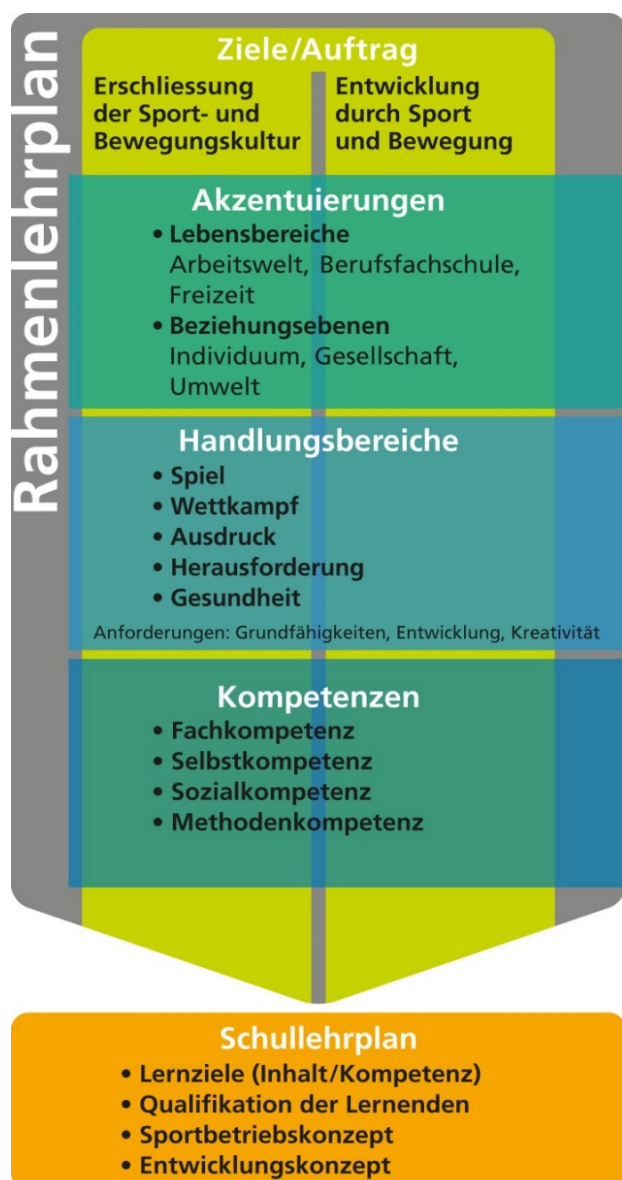 Rahmenlehrplan
Ziele/Auftrag
Erschliessung
der Sport- und
Bewegungskultur
Entwicklung
durch Sport
und Bewegung
Akzentuierungen
• Lebensbereiche
Arbeitswelt, Berufsfachschule,
Freizeit
• Beziehungsebenen
Individuum, Gesellschaft,
Umwelt
Handlungsbereiche
• Spiel
• Wettkampf
• Ausdruck
• Herausforderung
• Gesundheit
Anforderungen: Grundfähigkeiten, Entwicklung, Kreativität
Kompetenzen
• Fachkompetenz
• Selbstkompetenz
• Sozialkompetenz
• Methodenkompetenz
Schullehrplan
• Lernziele (Inhalt/Kompetenz)
• Qualifikation der Lernenden
• Sportbetriebskonzept
• Entwicklungskonzept